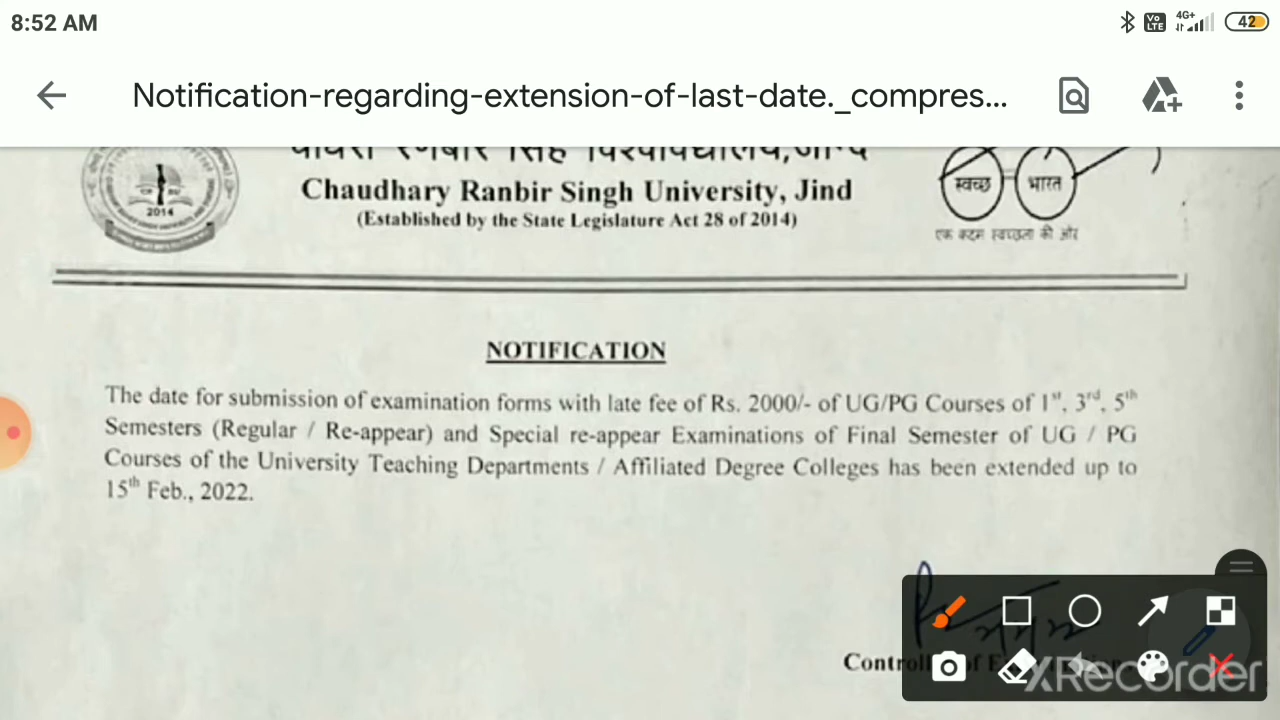 8:52 AM
Vo LTE 4G+ 42
Notification-regarding-extension-of-last-date._compres...
Chaudhary Ranbir Singh University, Jind
(Established by the State Legislature Act 28 of 2014)
2014
स्वच्छ भारत
एक कदम स्वच्छता की ओर
NOTIFICATION
The date for submission of examination forms with late fee of Rs. 2000/- of UG/PG Courses of 1st, 3rd, 5th
Semesters (Regular / Re-appear) and Special re-appear Examinations of Final Semester of UG / PG
Courses of the University Teaching Departments / Affiliated Degree Colleges has been extended up to
15th Feb., 2022.
XRecorder